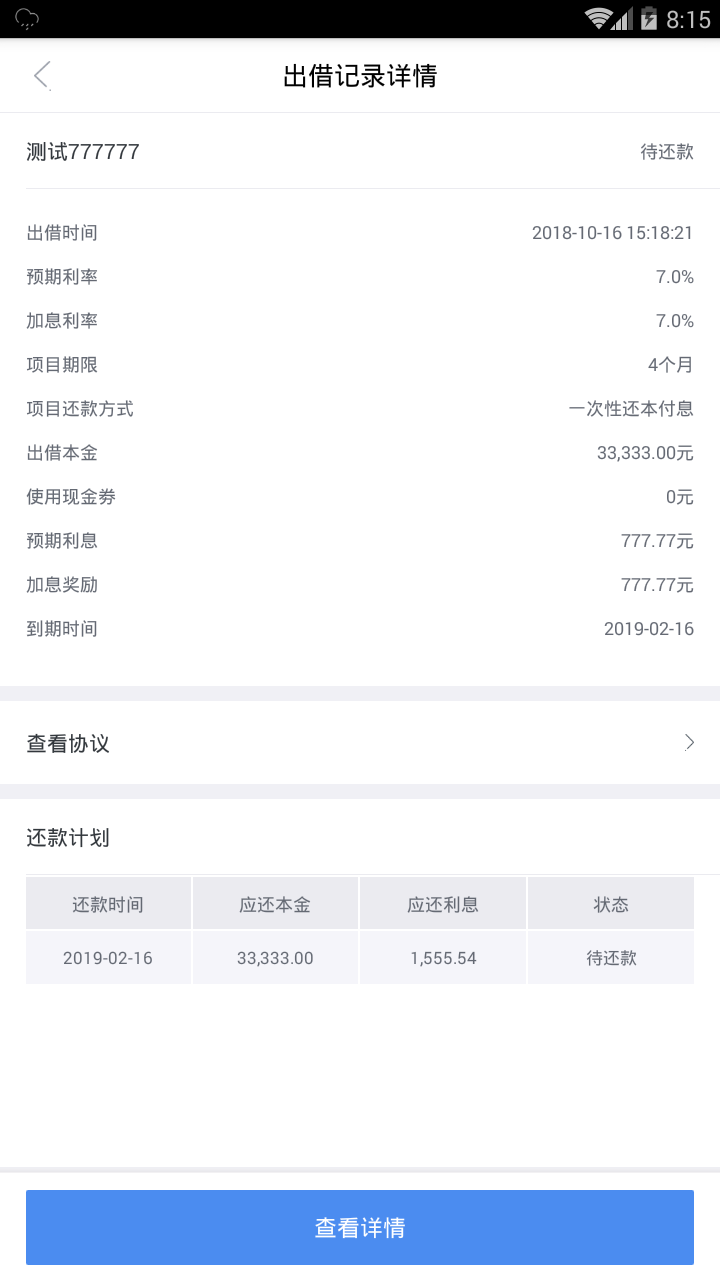 8:15
出借记录详情
测试777777 待还款
出借时间 2018-10-16 15:18:21
预期利率 7.0%
加息利率 7.0%
项目期限 4个月
项目还款方式 一次性还本付息
出借本金 33,333.00元
使用现金券 0元
预期利息 777.77元
加息奖励 777.77元
到期时间 2019-02-16
查看协议
还款计划
还款时间 应还本金 应还利息 状态
2019-02-16 33,333.00 1,555.54 待还款
查看详情